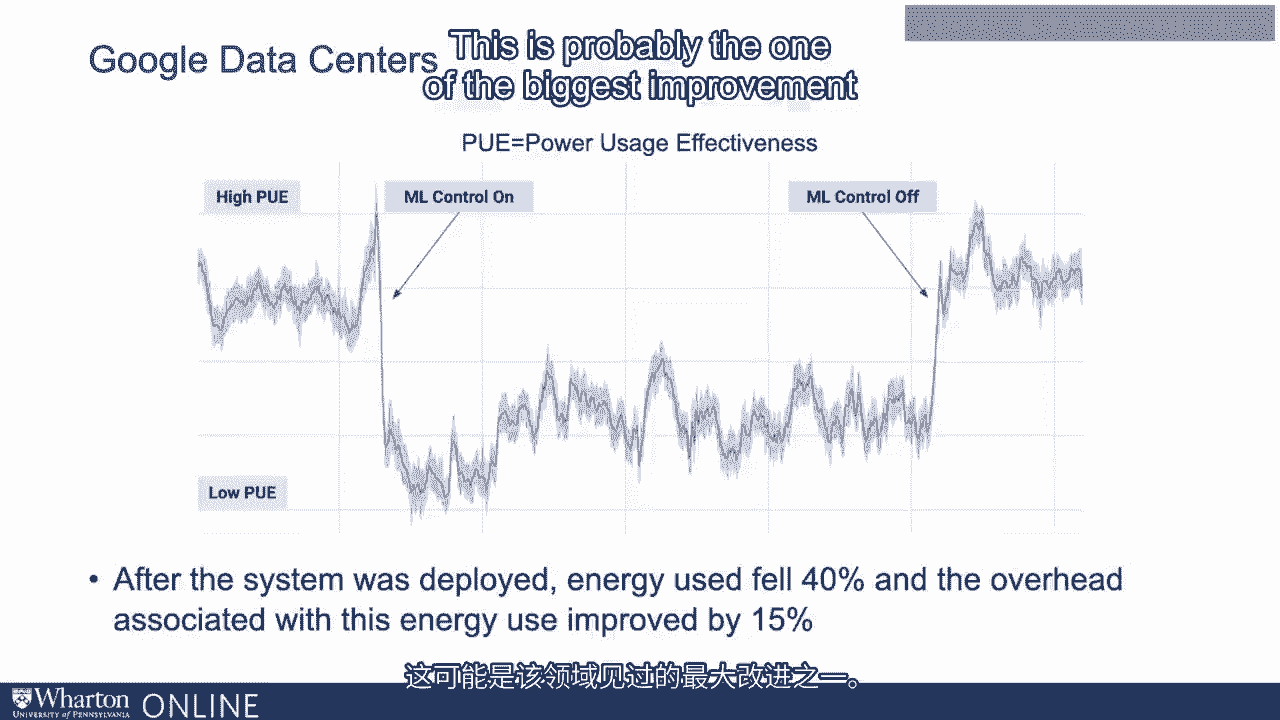 Google Data Centers
This is probably the one
of the biggest improvement
PUE=Power Usage Effectiveness
High PUE
ML Control On
ML Control Off
Low PUE
• After the system was deployed, energy used fell 40% and the overhead
associated with this energy use improved by 15%
这可能是该领域见过的最大改进之一。
Wharton
UNIVERSITY of PENNSYLVANIA
ONLINE